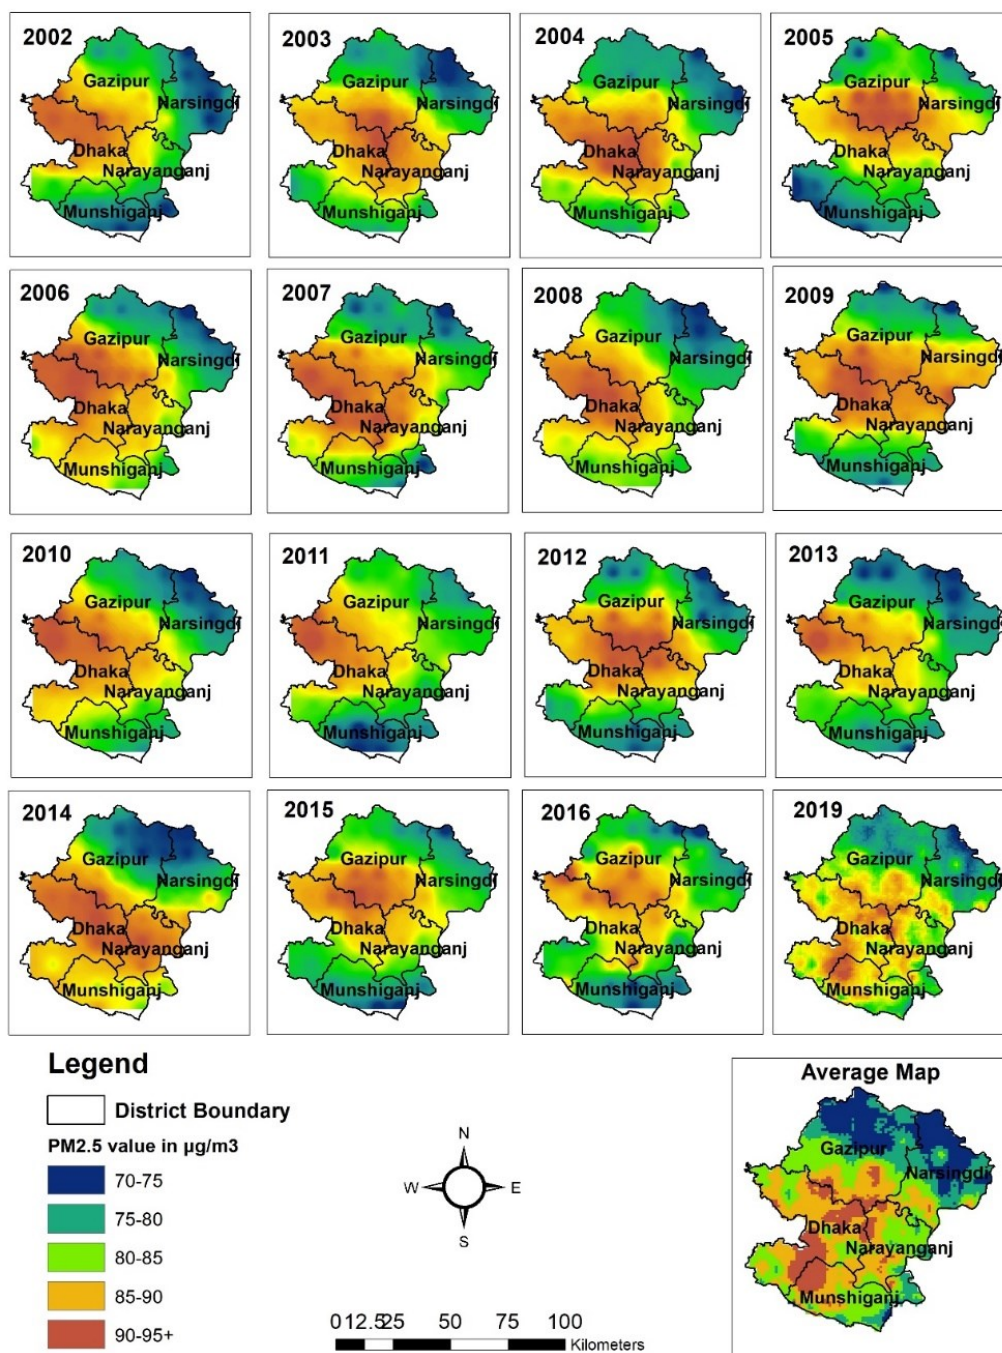 2002
Gazipur
Narsingdi
Dhaka
Narayanganj
Munshiganj
2003
Gazipur
Narsingdi
Dhaka
Narayanganj
Munshiganj
2004
Gazipur
Narsingdi
Dhaka
Narayanganj
Munshiganj
2005
Gazipur
Narsingdi
Dhaka
Narayanganj
Munshiganj
2006
Gazipur
Narsingdi
Dhaka
Narayanganj
Munshiganj
2007
Gazipur
Narsingdi
Dhaka
Narayanganj
Munshiganj
2008
Gazipur
Narsingdi
Dhaka
Narayanganj
Munshiganj
2009
Gazipur
Narsingdi
Dhaka
Narayanganj
Munshiganj
2010
Gazipur
Narsingdi
Dhaka
Narayanganj
Munshiganj
2011
Gazipur
Narsingdi
Dhaka
Narayanganj
Munshiganj
2012
Gazipur
Narsingdi
Dhaka
Narayanganj
Munshiganj
2013
Gazipur
Narsingdi
Dhaka
Narayanganj
Munshiganj
2014
Gazipur
Narsingdi
Dhaka
Narayanganj
Munshiganj
2015
Gazipur
Narsingdi
Dhaka
Narayanganj
Munshiganj
2016
Gazipur
Narsingdi
Dhaka
Narayanganj
Munshiganj
2019
Gazipur
Narsingdi
Dhaka
Narayanganj
Munshiganj
Legend
District Boundary
PM2.5 value in µg/m3
70-75
75-80
80-85
85-90
90-95+
N
W E
S
0 12.5 25 50 75 100
Kilometers
Average Map
Gazipur
Narsingdi
Dhaka
Narayanganj
Munshiganj